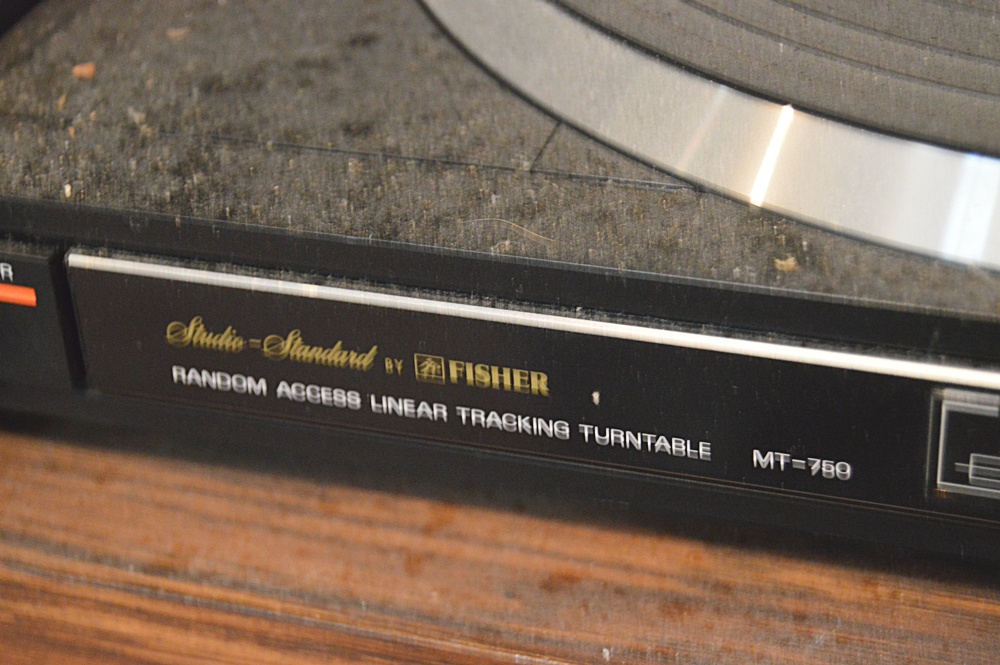 R
Studio-Standard BY FISHER
RANDOM ACCESS LINEAR TRACKING TURNTABLE MT-750